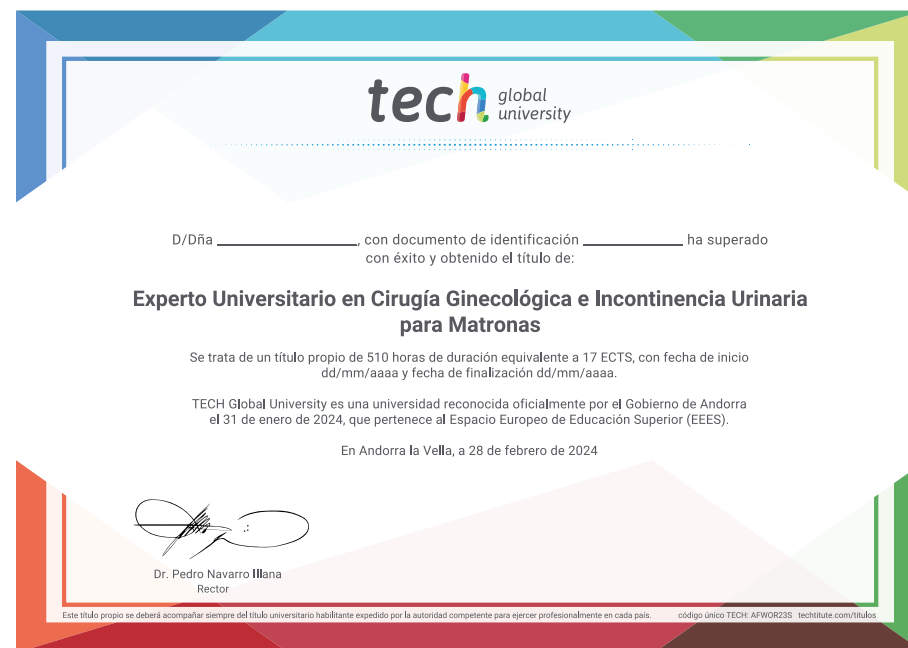 tech global university
D/Dña ________________, con documento de identificación ____________ ha superado
con éxito y obtenido el título de:
Experto Universitario en Cirugía Ginecológica e Incontinencia Urinaria
para Matronas
Se trata de un título propio de 510 horas de duración equivalente a 17 ECTS, con fecha de inicio
dd/mm/aaaa y fecha de finalización dd/mm/aaaa.
TECH Global University es una universidad reconocida oficialmente por el Gobierno de Andorra
el 31 de enero de 2024, que pertenece al Espacio Europeo de Educación Superior (EEES).
En Andorra la Vella, a 28 de febrero de 2024
Dr. Pedro Navarro Illana
Rector
Este título propio se deberá acompañar siempre del título universitario habilitante expedido por la autoridad competente para ejercer profesionalmente en cada país. código único TECH: AFWOR23S techtitute.com/titulos